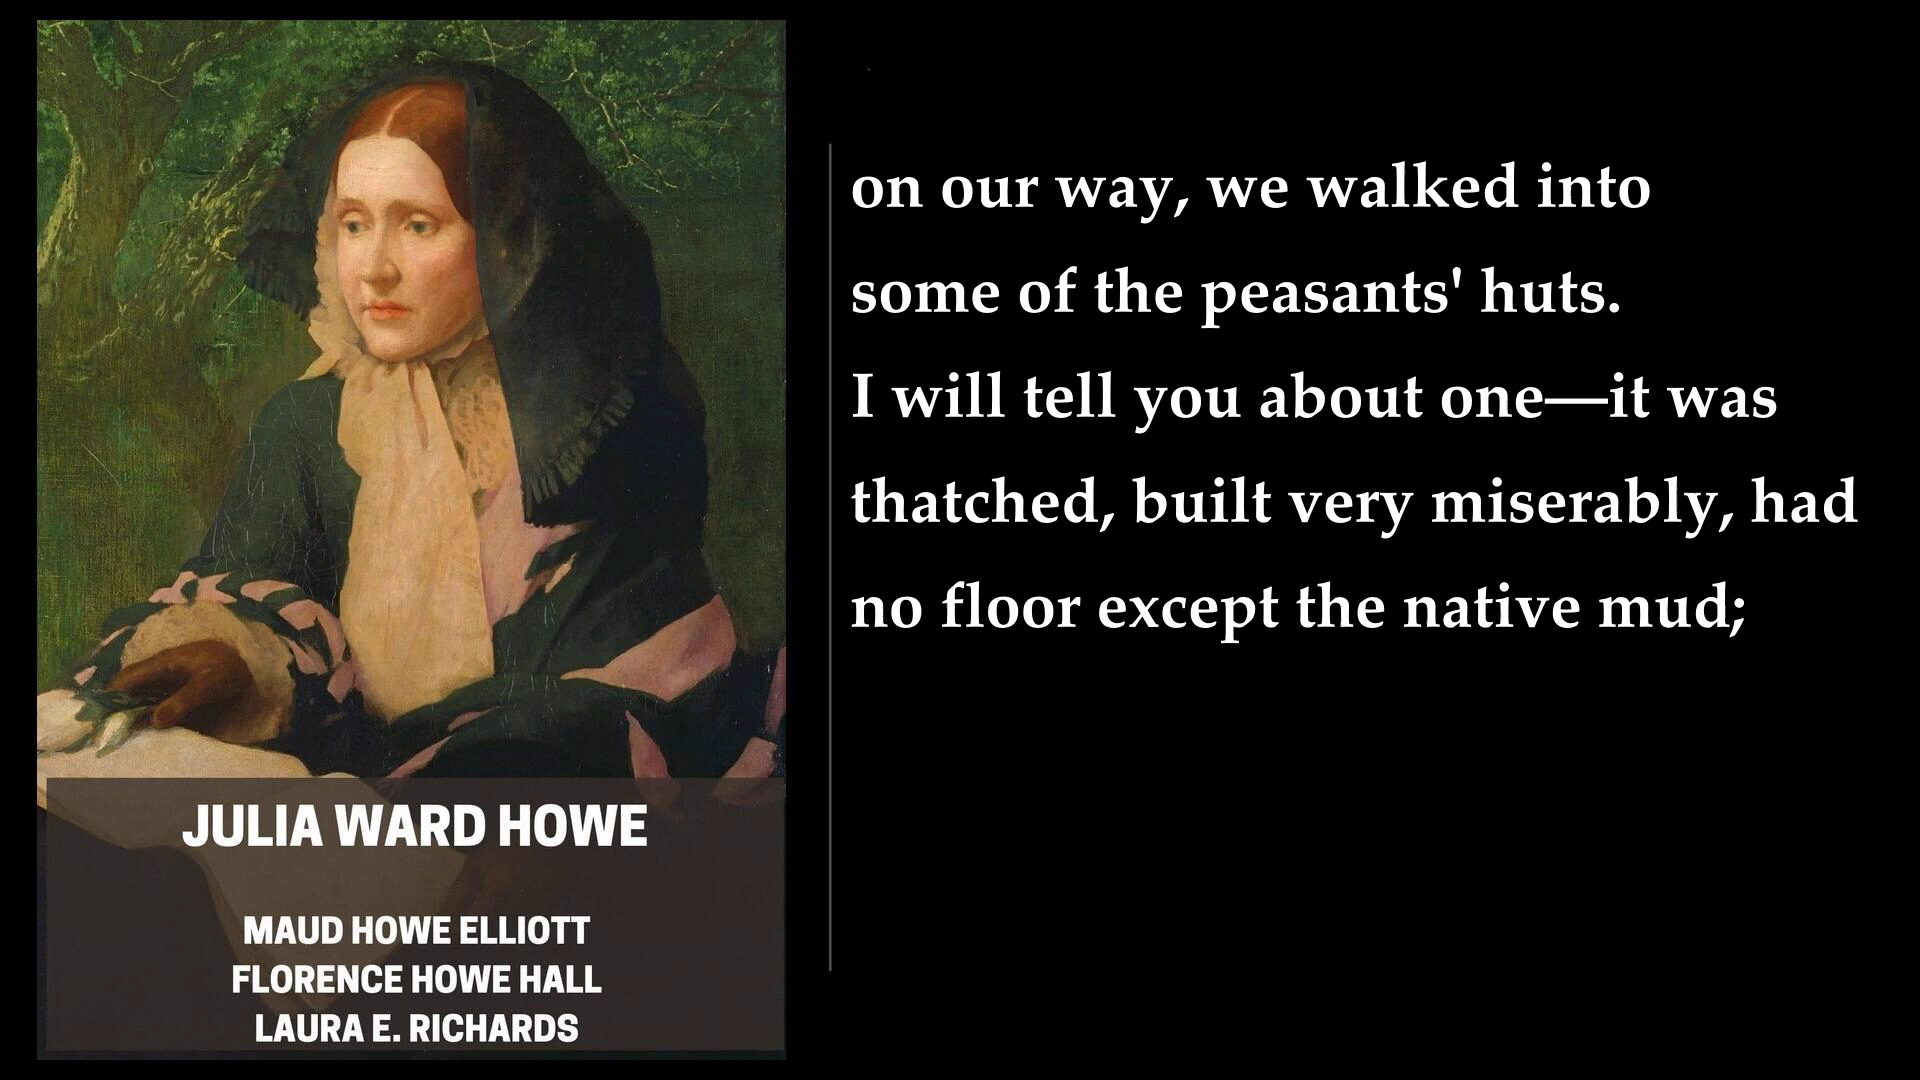 on our way, we walked into
some of the peasants' huts.
I will tell you about one—it was
thatched, built very miserably, had
no floor except the native mud;
JULIA WARD HOWE
MAUD HOWE ELLIOTT
FLORENCE HOWE HALL
LAURA E. RICHARDS